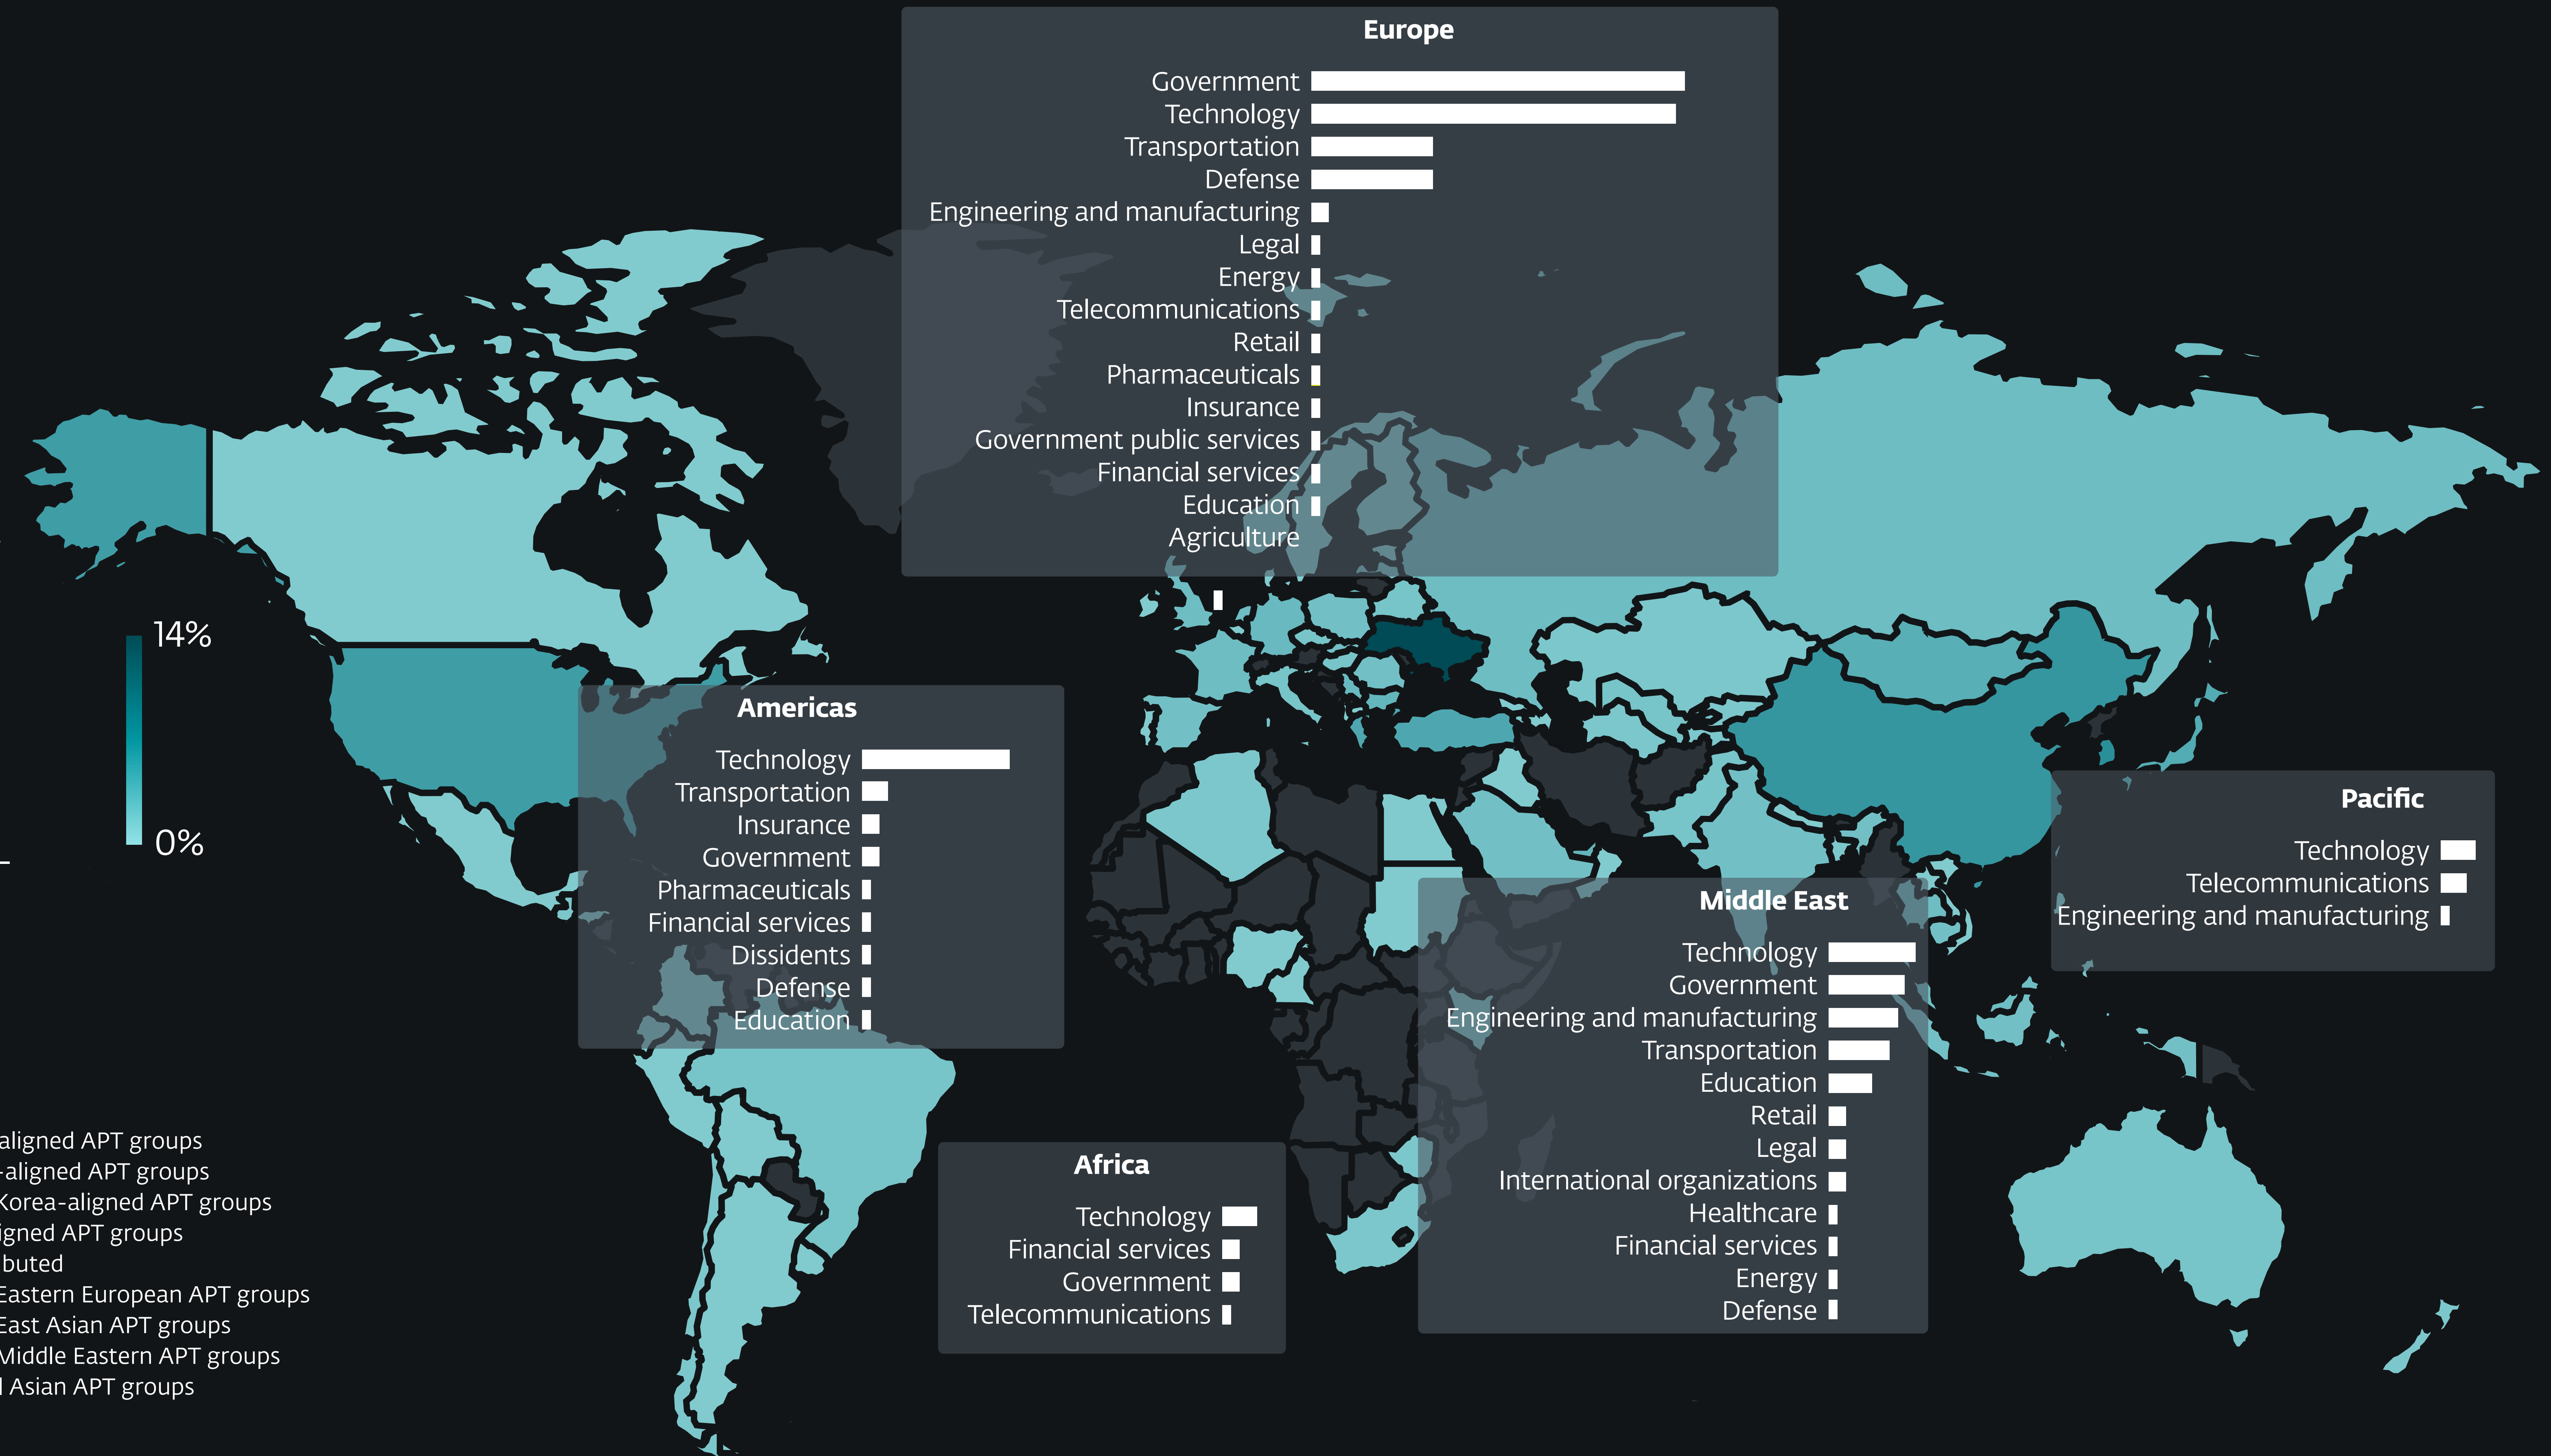 Europe
Government
Technology
Transportation
Defense
Engineering and manufacturing
Legal
Energy
Telecommunications
Retail
Pharmaceuticals
Insurance
Government public services
Financial services
Education
Agriculture
14%
0%
Americas
Technology
Transportation
Insurance
Government
Pharmaceuticals
Financial services
Dissidents
Defense
Education
Pacific
Technology
Telecommunications
Engineering and manufacturing
Middle East
Technology
Government
Engineering and manufacturing
Transportation
Education
Retail
Legal
International organizations
Healthcare
Financial services
Energy
Defense
Africa
Technology
Financial services
Government
Telecommunications
aligned APT groups
-aligned APT groups
Korea-aligned APT groups
igned APT groups
buted
Eastern European APT groups
East Asian APT groups
Middle Eastern APT groups
Asian APT groups